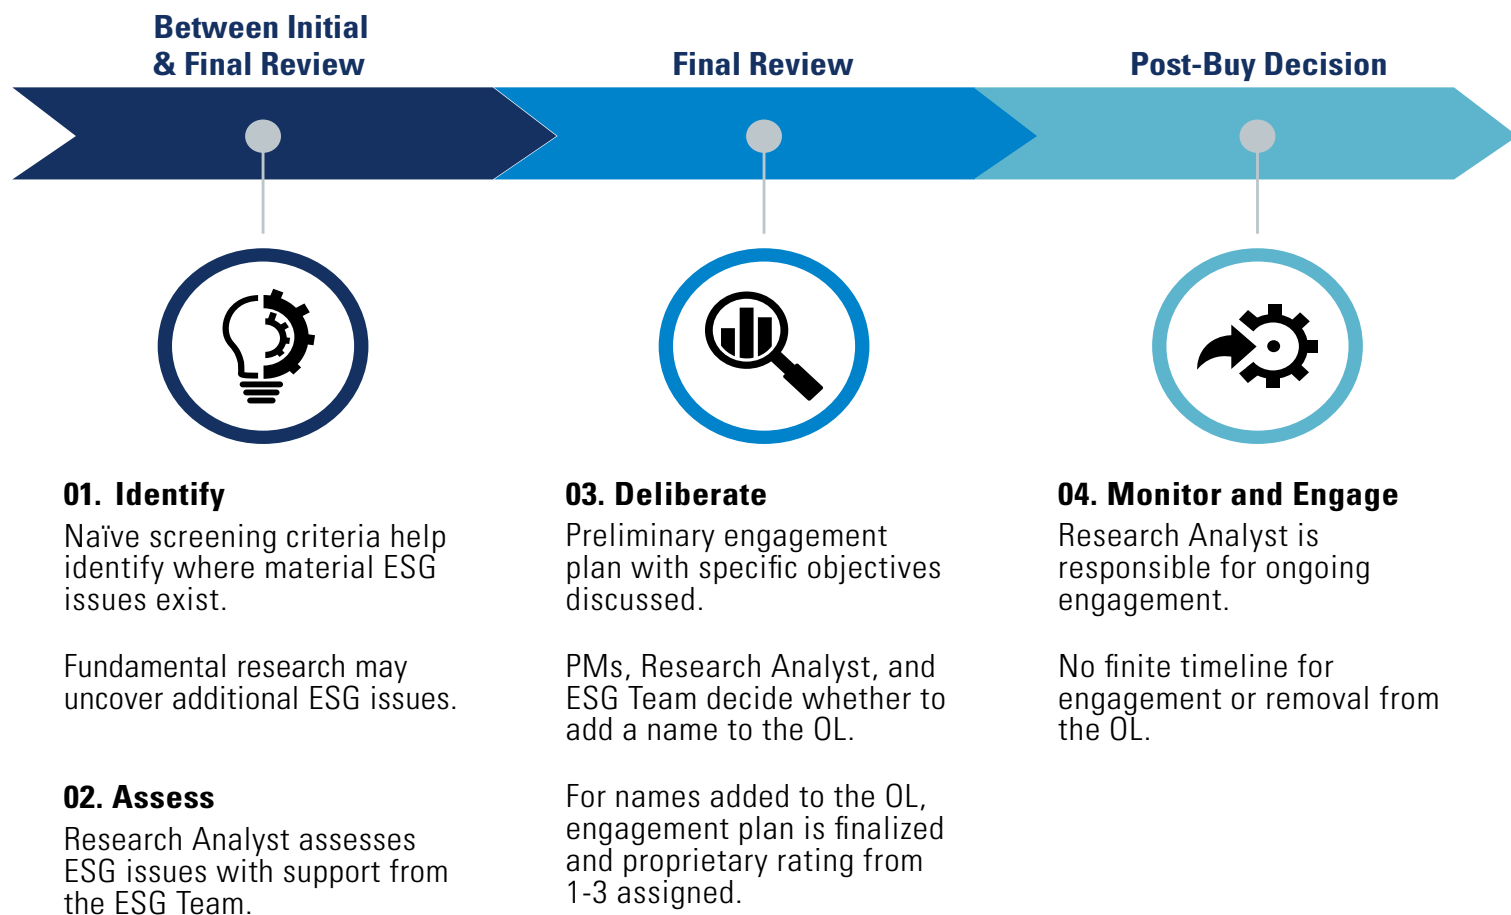 Between Initial
& Final Review
Final Review
Post-Buy Decision
01. Identify
Naïve screening criteria help
identify where material ESG
issues exist.
Fundamental research may
uncover additional ESG issues.
02. Assess
Research Analyst assesses
ESG issues with support from
the ESG Team.
03. Deliberate
Preliminary engagement
plan with specific objectives
discussed.
PMs, Research Analyst, and
ESG Team decide whether to
add a name to the OL.
For names added to the OL,
engagement plan is finalized
and proprietary rating from
1-3 assigned.
04. Monitor and Engage
Research Analyst is
responsible for ongoing
engagement.
No finite timeline for
engagement or removal from
the OL.